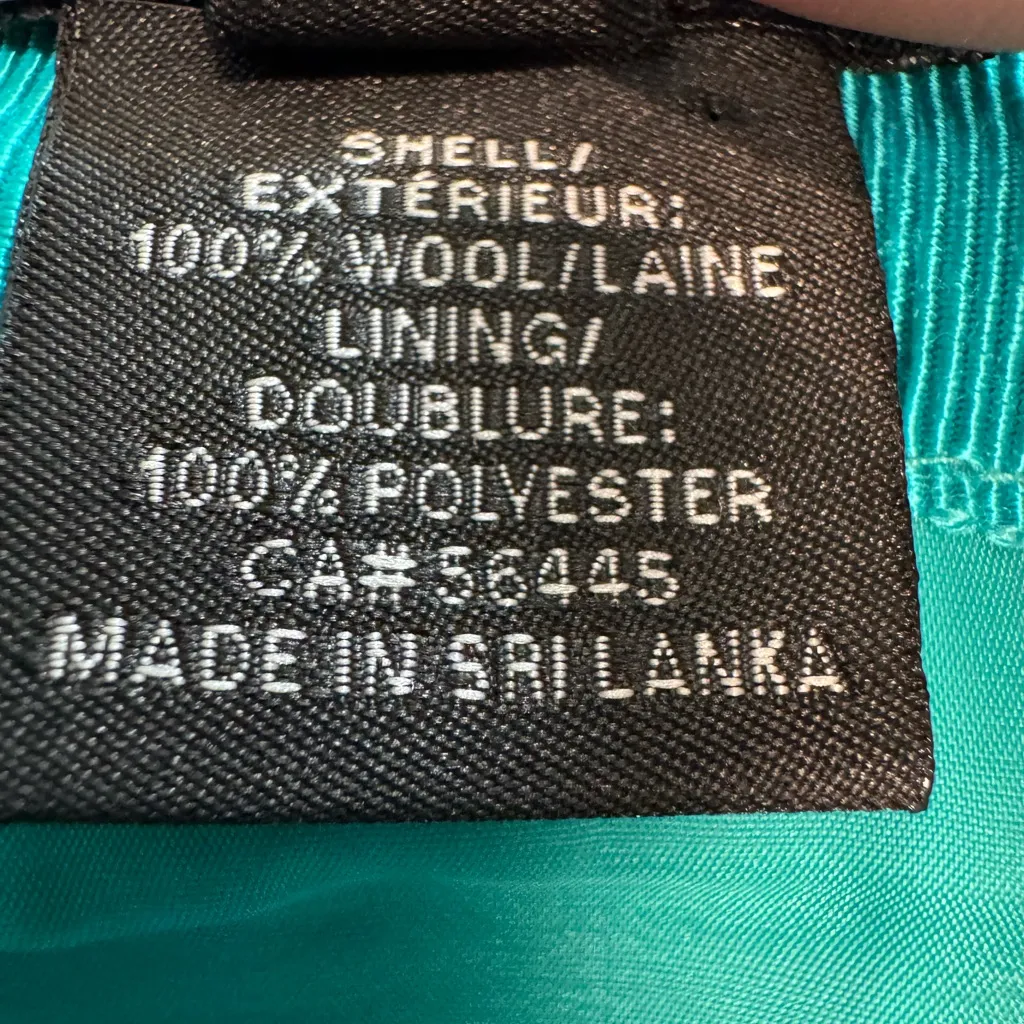 SHELL/
EXTÉRIEUR:
100% WOOL/LAINE
LINING/
DOUBLURE:
100% POLYESTER
CA# 36445
MADE IN SRI LANKA